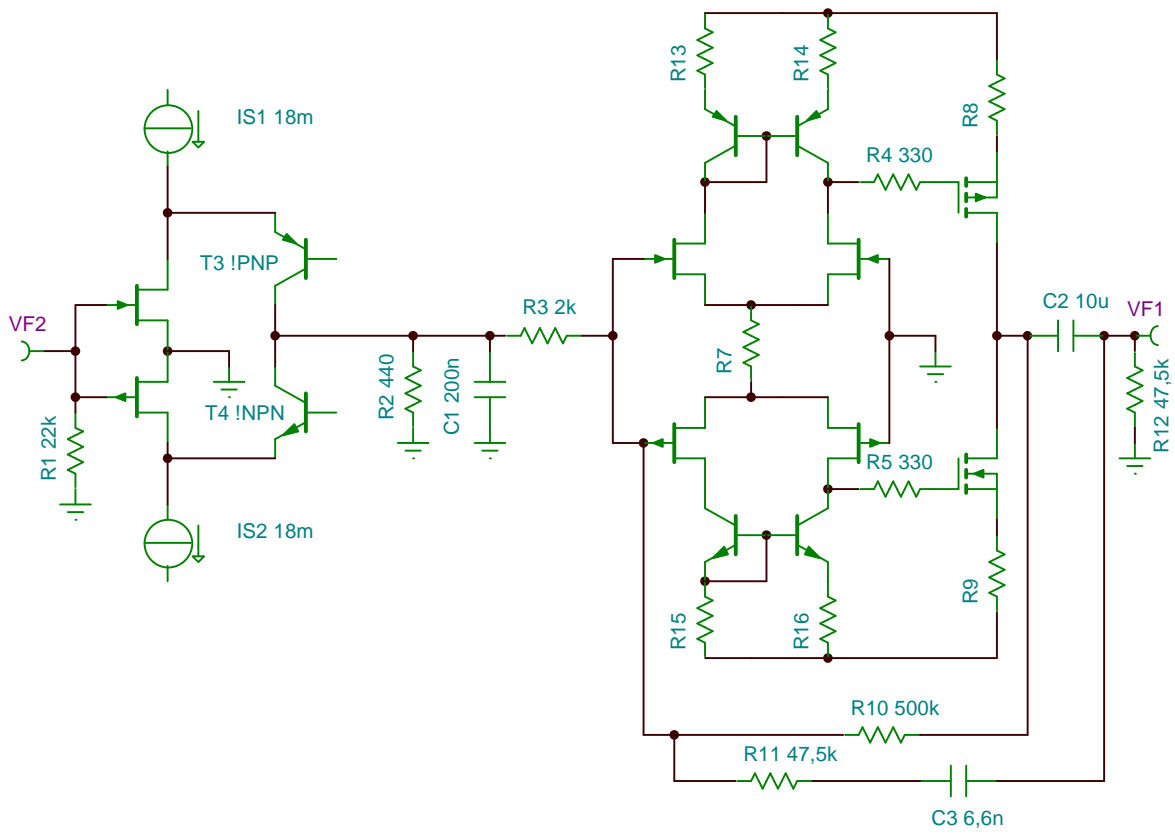 IS1 18m
T3 !PNP
VF2
T4 !NPN
R1 22k
IS2 18m
R2 440
C1 200n
R3 2k
R13
R14
R8
R4 330
R7
C2 10u
VF1
R12 47,5k
R5 330
R15
R16
R9
R10 500k
R11 47,5k
C3 6,6n